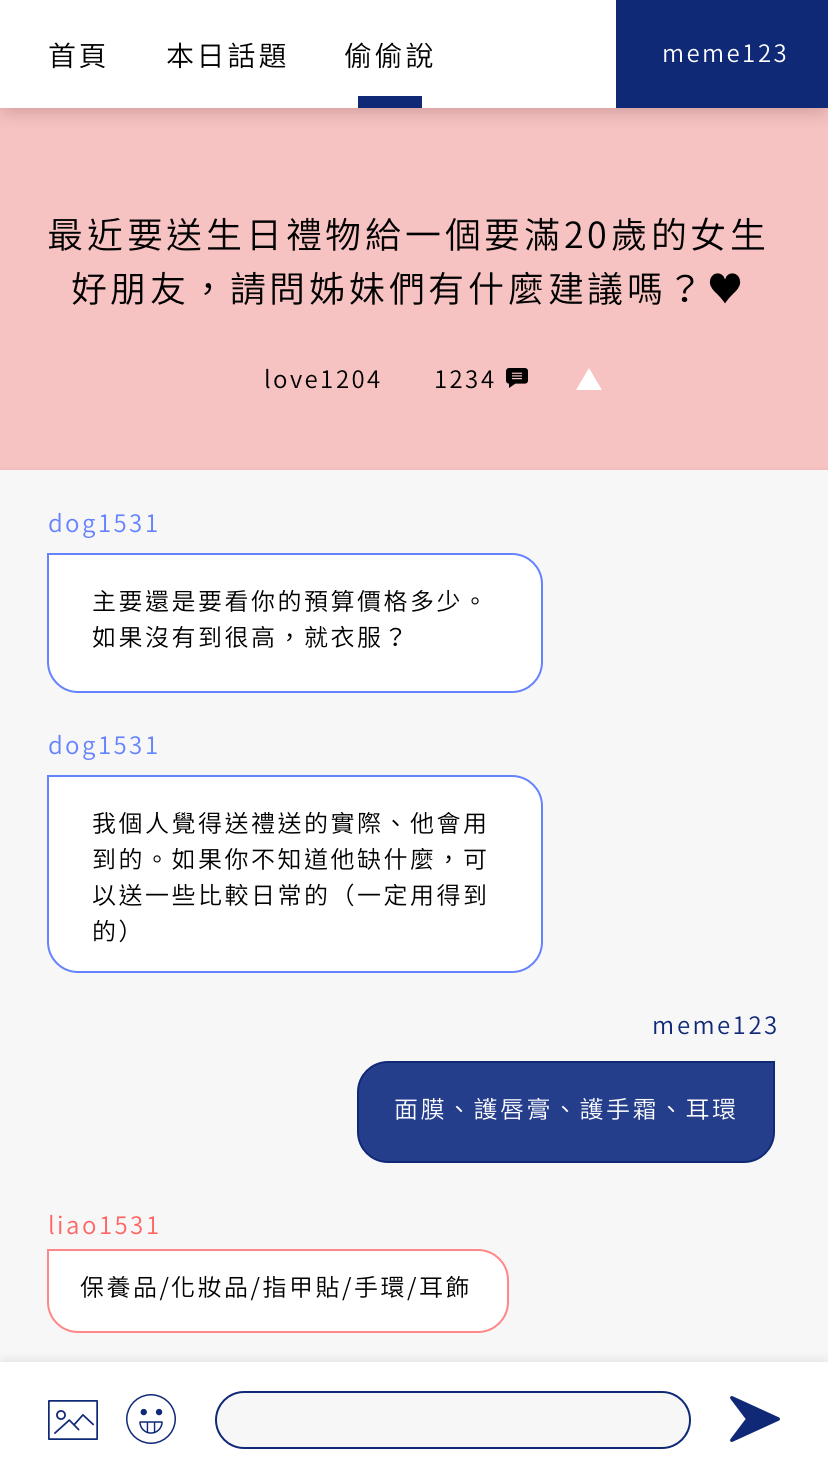 首頁 本日話題 偷偷說 meme123
最近要送生日禮物給一個要滿20歲的女生
好朋友，請問姊妹們有什麼建議嗎？♥
love1204 1234
dog1531
主要還是要看你的預算價格多少。
如果沒有到很高，就衣服？
dog1531
我個人覺得送禮送的實際、他會用
到的。如果你不知道他缺什麼，可
以送一些比較日常的（一定用得到
的）
meme123
面膜、護唇膏、護手霜、耳環
liao1531
保養品/化妝品/指甲貼/手環/耳飾